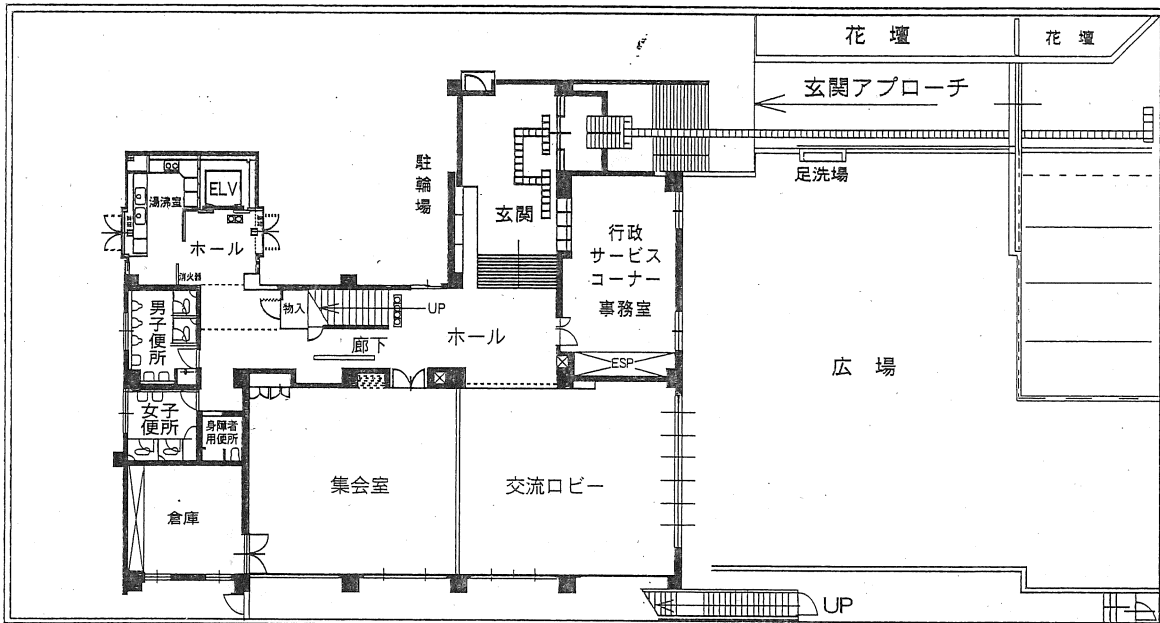 花壇
花壇
玄関アプローチ
足洗場
駐輪場
玄関
ELV
湯沸室
ホール
消火器
行政
サービス
コーナー
事務室
物入
UP
ホール
廊下
男子便所
ESP
広場
女子
便所
身障者
用便所
集会室
交流ロビー
倉庫
UP